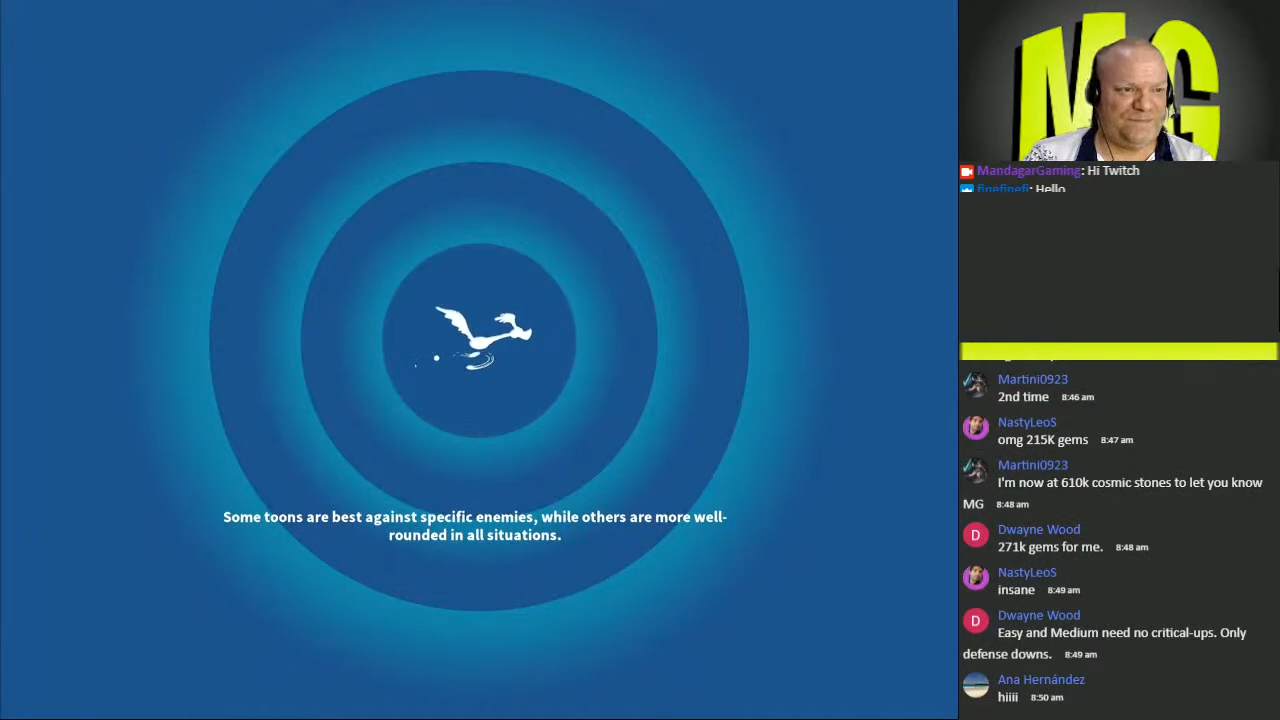 Some toons are best against specific enemies, while others are more well-
rounded in all situations.
MG
MandagarGaming: Hi Twitch
finefinefi: Hello
Martini0923
2nd time 8:46 am
NastyLeoS
omg 215K gems 8:47 am
Martini0923
I'm now at 610k cosmic stones to let you know
MG 8:48 am
D
Dwayne Wood
271k gems for me. 8:48 am
NastyLeoS
insane 8:49 am
D
Dwayne Wood
Easy and Medium need no critical-ups. Only
defense downs. 8:49 am
Ana Hernández
hiiii 8:50 am